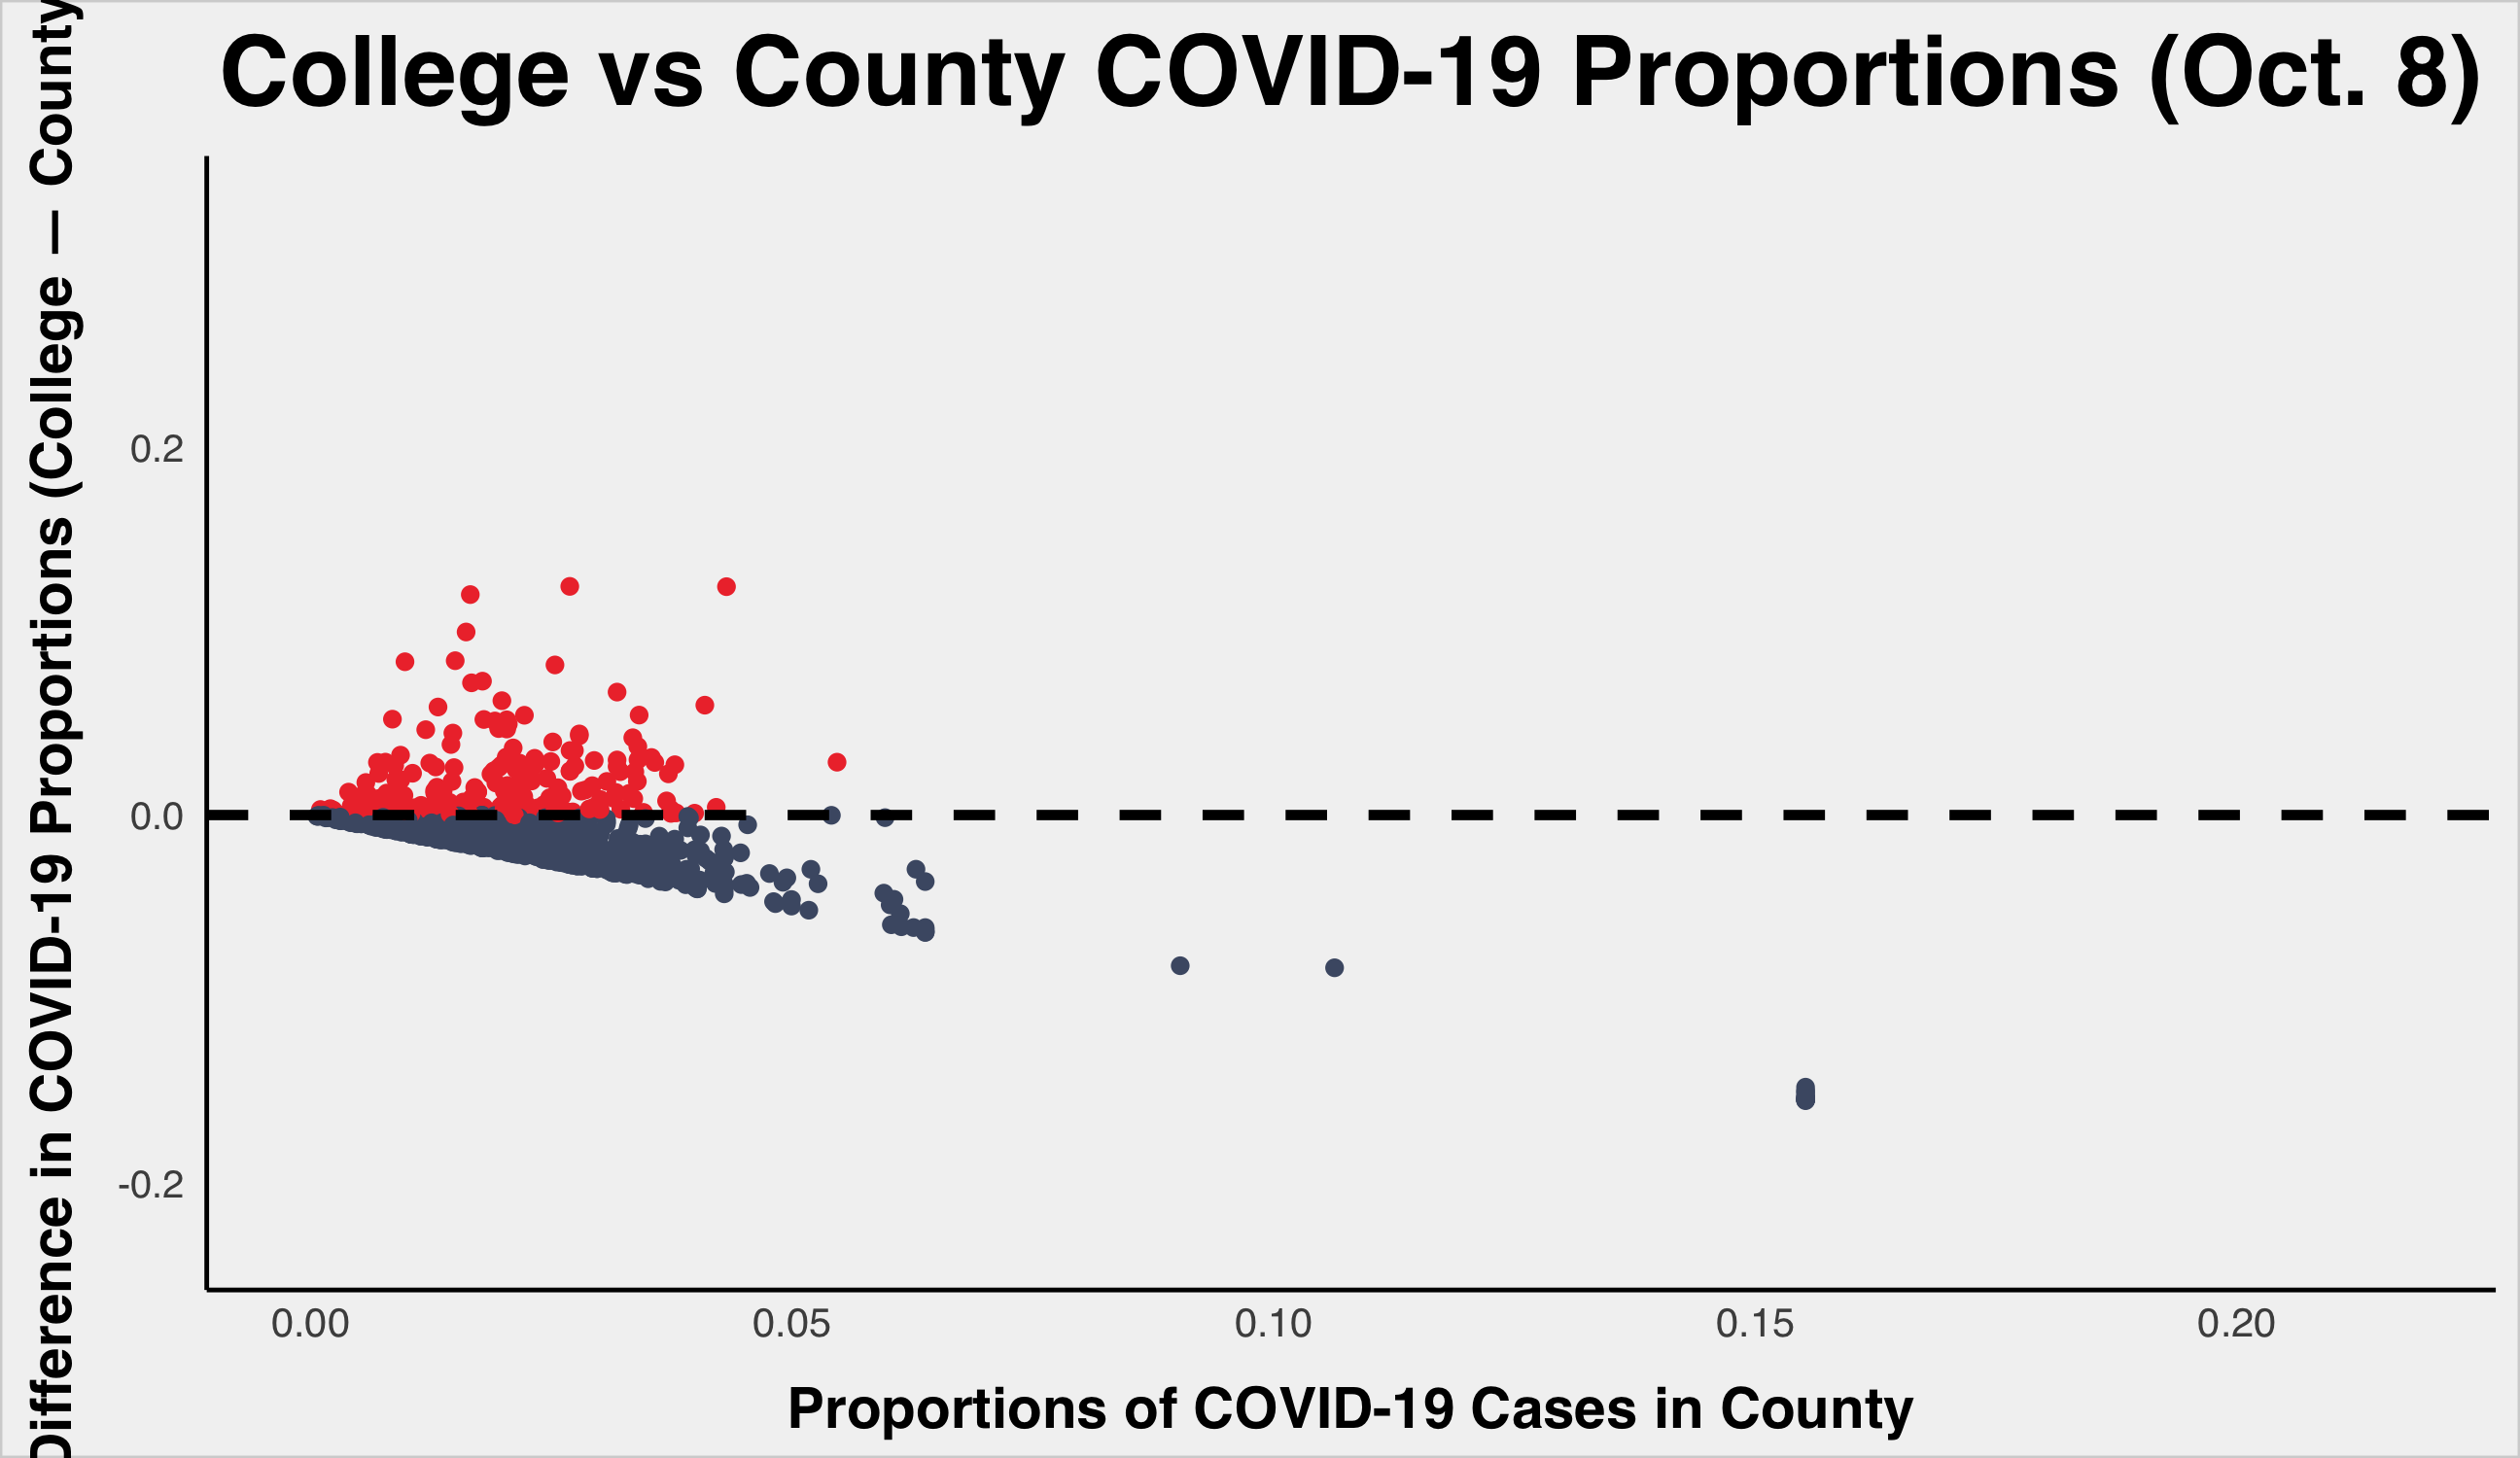 College vs County COVID-19 Proportions (Oct. 8)
Difference in COVID-19 Proportions (College — County
0.2
0.0
-0.2
0.00 0.05 0.10 0.15 0.20
Proportions of COVID-19 Cases in County